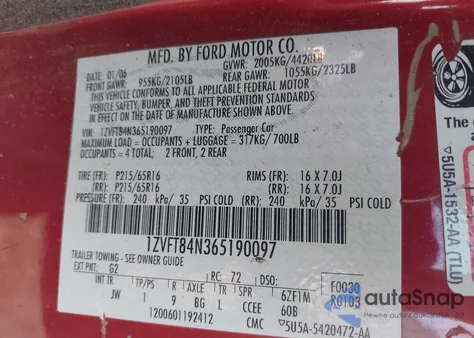 MFD. BY FORD MOTOR CO.
01/06 GVWR: 2005KG/4420LB
FRONT GAWR: 955KG/2105LB REAR GAWR: 1055KG/2325LB
THIS VEHICLE CONFORMS TO ALL APPLICABLE FEDERAL MOTOR
VEHICLE SAFETY, BUMPER, AND THEFT PREVENTION STANDARDS IN
EFFECT ON THE DATE OF MANUFACTURE SHOWN ABOVE.
VIN: 1ZVFT84N365190097 TYPE: Passenger Car
MAXIMUM LOAD = OCCUPANTS + LUGGAGE = 317KG/ 700LB
OCCUPANTS = 4 TOTAL; 2 FRONT, 2 REAR
TIRE(FR): P215/65R16 RIMS(FR): 16 X 7.0J
(RR): P215/65R16 (RR): 16 X 7.0J
PRESSURE(FR): 240 kPa/ 35 PSI COLD (RR): 240 kPa/ 35 PSI COLD
1ZVFT84N365190097
TRAILER TOWING - SEE OWNER GUIDE
EXT PNT: G2 RC: 72 DSO: F0030
INT TR TP/PS R AXLE TR SPR R0103
JW 1 9 BG L CCEE 6ZF1M
60B
1200601192412 CMC 5U5A-5420472-AA
The
5U5A-1532-AA (TLU)
autoSnap